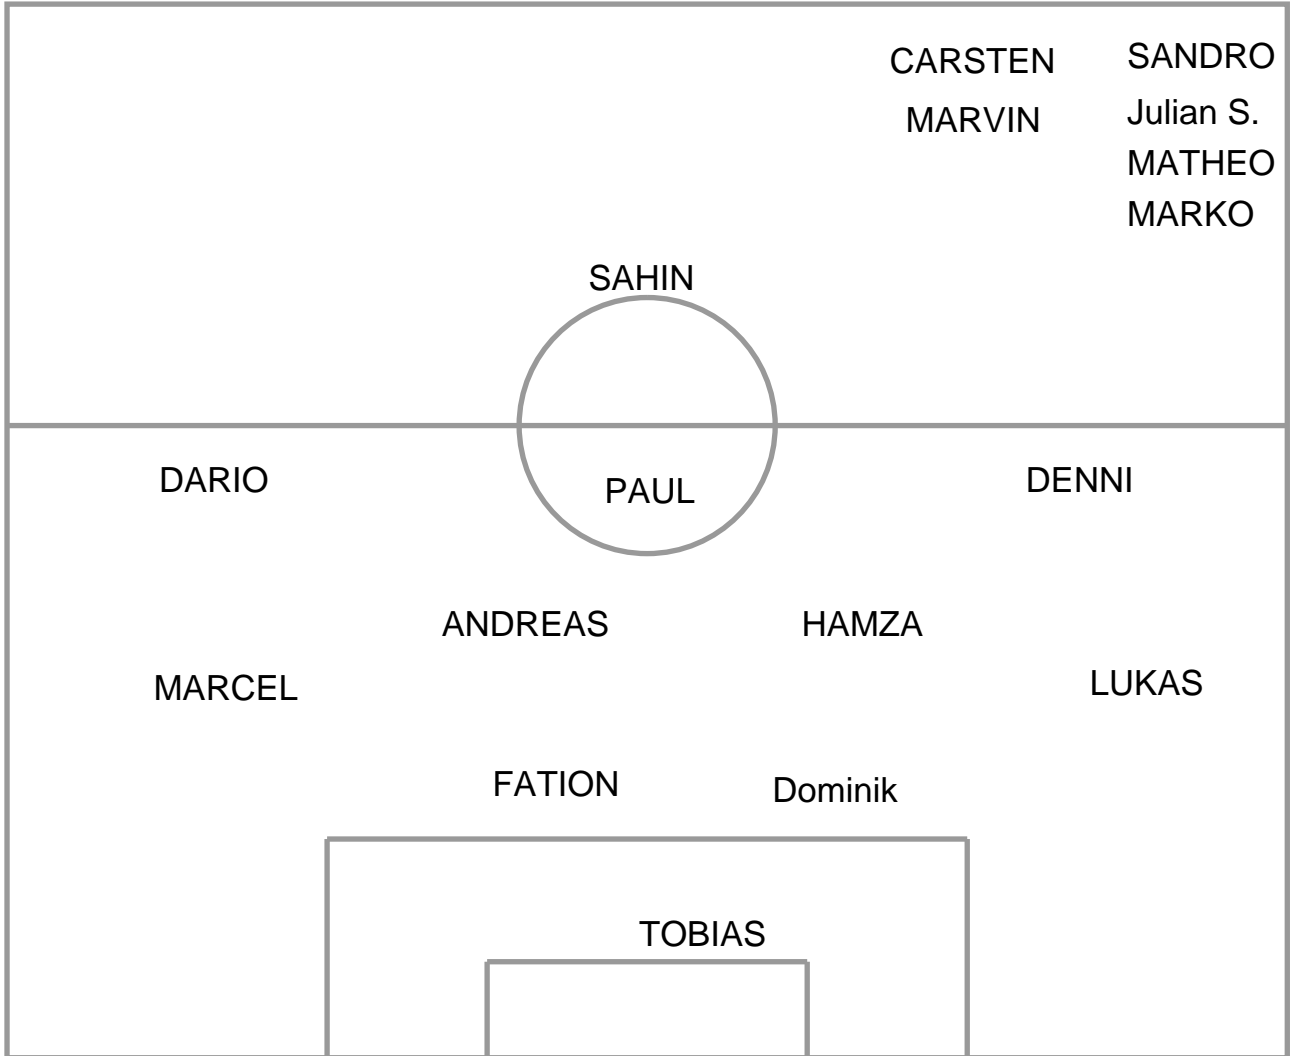 CARSTEN
SANDRO
MARVIN
Julian S.
MATHEO
MARKO
SAHIN
DARIO
PAUL
DENNI
ANDREAS
HAMZA
MARCEL
LUKAS
FATION
Dominik
TOBIAS